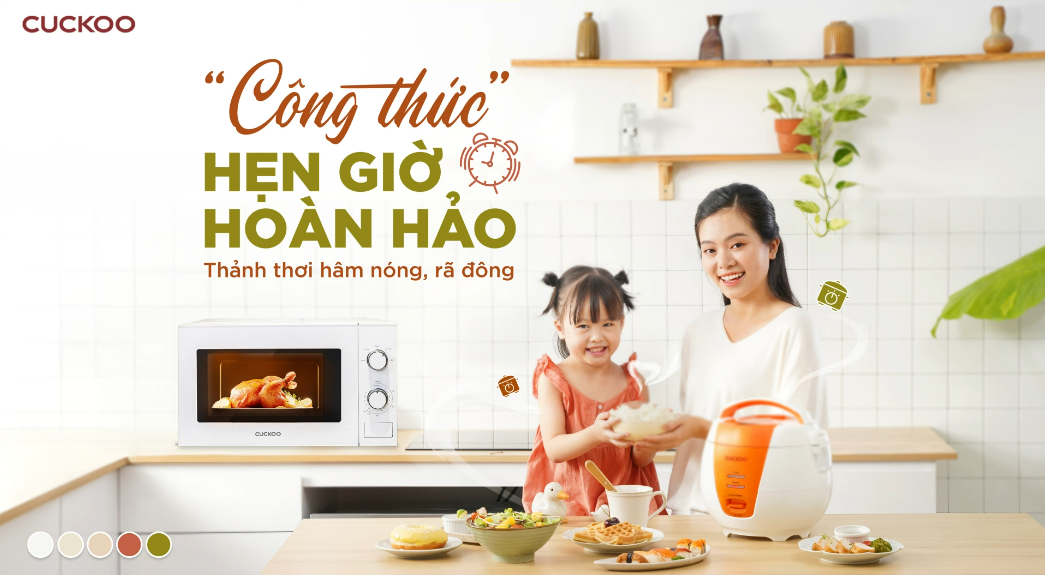 CUCKOO
“Công thức”
HẸN GIỜ
HOÀN HẢO
Thảnh thơi hâm nóng, rã đông
CUCKOO
CUCKOO